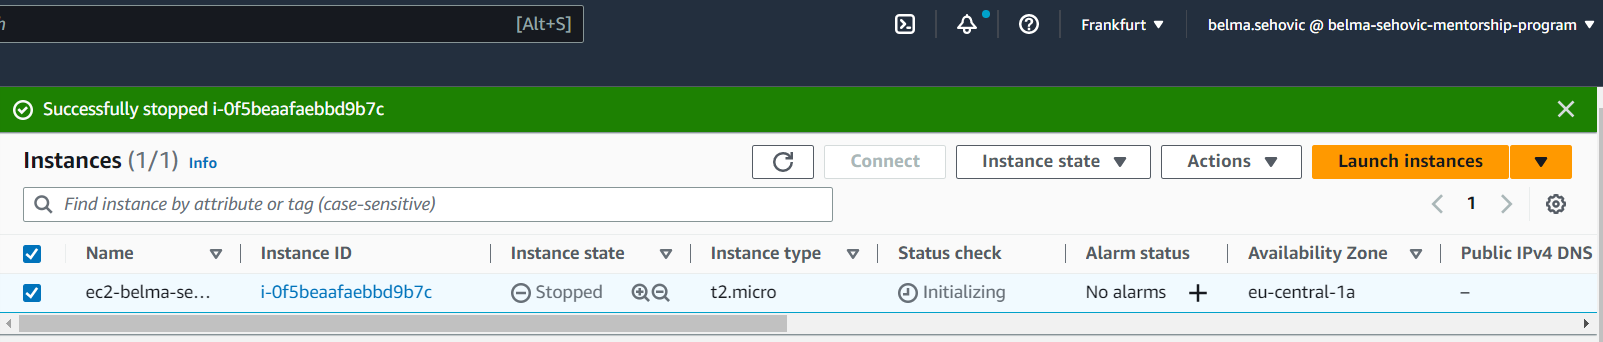 [Alt+S] Frankfurt belma.sehovic @ belma-sehovic-mentorship-program
Successfully stopped i-0f5beaafaebbd9b7c
Instances (1/1) Info Connect Instance state Actions Launch instances
Find instance by attribute or tag (case-sensitive) 1
Name Instance ID Instance state Instance type Status check Alarm status Availability Zone Public IPv4 DNS
ec2-belma-se... i-0f5beaafaebbd9b7c Stopped t2.micro Initializing No alarms eu-central-1a –